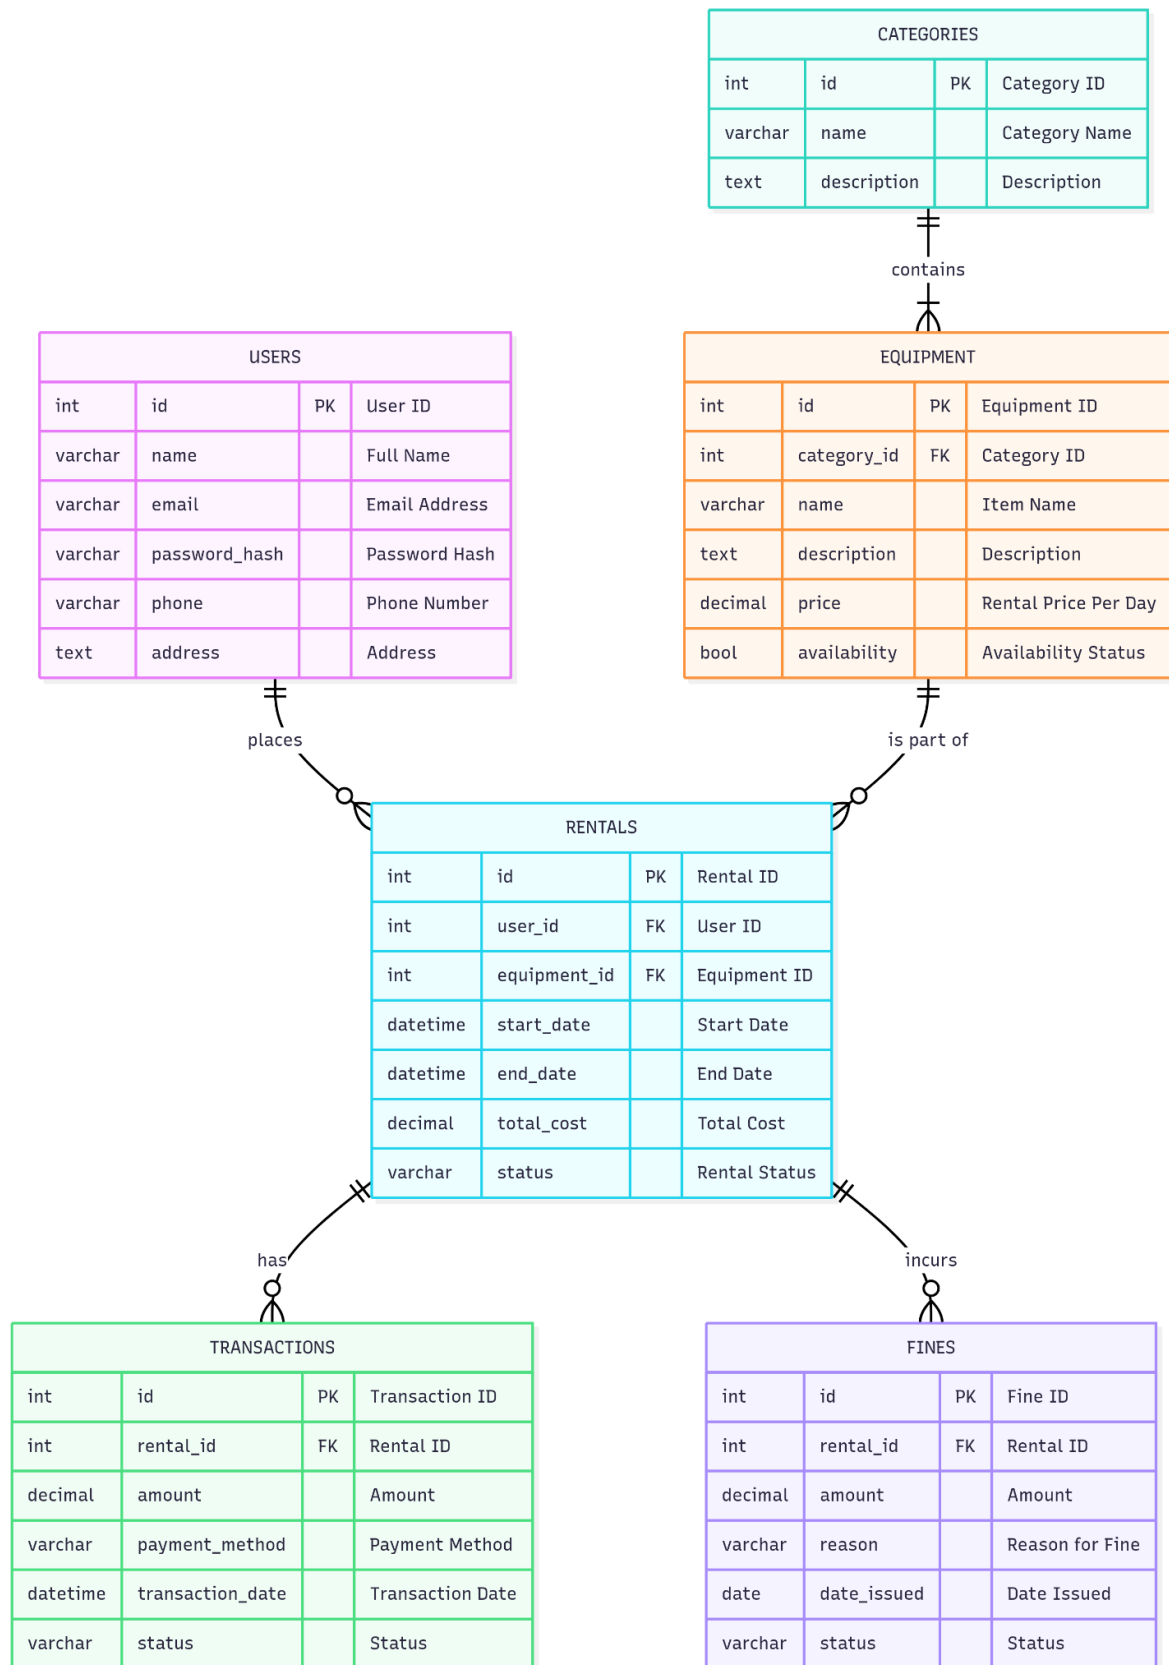 CATEGORIES
int id PK Category ID
varchar name Category Name
text description Description
contains
USERS
int id PK User ID
varchar name Full Name
varchar email Email Address
varchar password_hash Password Hash
varchar phone Phone Number
text address Address
EQUIPMENT
int id PK Equipment ID
int category_id FK Category ID
varchar name Item Name
text description Description
decimal price Rental Price Per Day
bool availability Availability Status
places
is part of
RENTALS
int id PK Rental ID
int user_id FK User ID
int equipment_id FK Equipment ID
datetime start_date Start Date
datetime end_date End Date
decimal total_cost Total Cost
varchar status Rental Status
has
incurs
TRANSACTIONS
int id PK Transaction ID
int rental_id FK Rental ID
decimal amount Amount
varchar payment_method Payment Method
datetime transaction_date Transaction Date
varchar status Status
FINES
int id PK Fine ID
int rental_id FK Rental ID
decimal amount Amount
varchar reason Reason for Fine
date date_issued Date Issued
varchar status Status